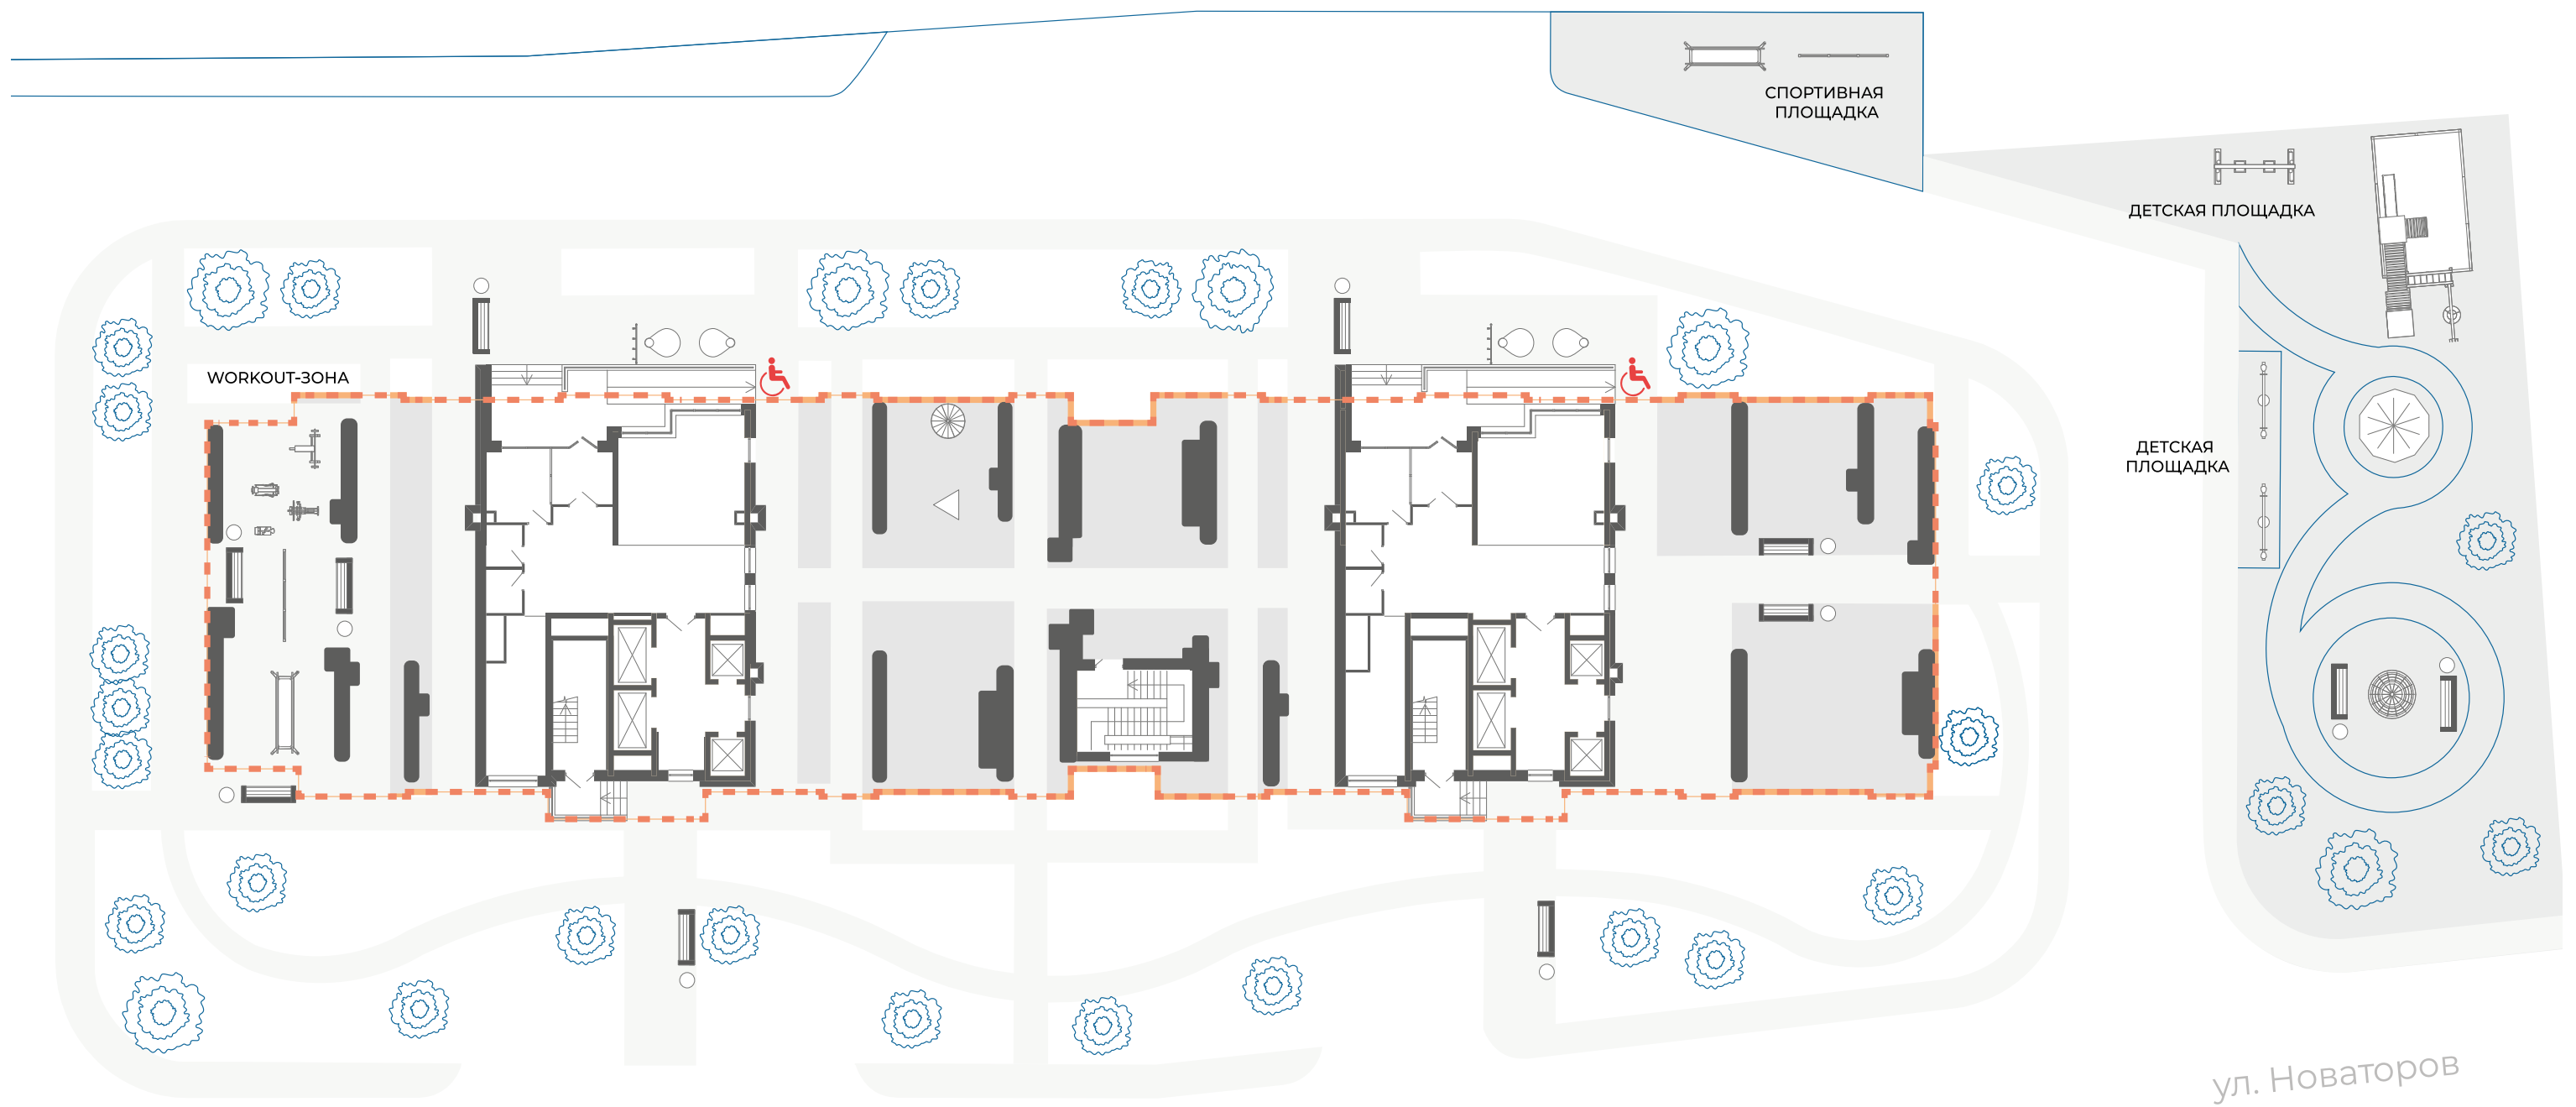 СПОРТИВНАЯ
ПЛОЩАДКА
ДЕТСКАЯ ПЛОЩАДКА
WORKOUT-ЗОНА
ДЕТСКАЯ
ПЛОЩАДКА
ул. Новаторов